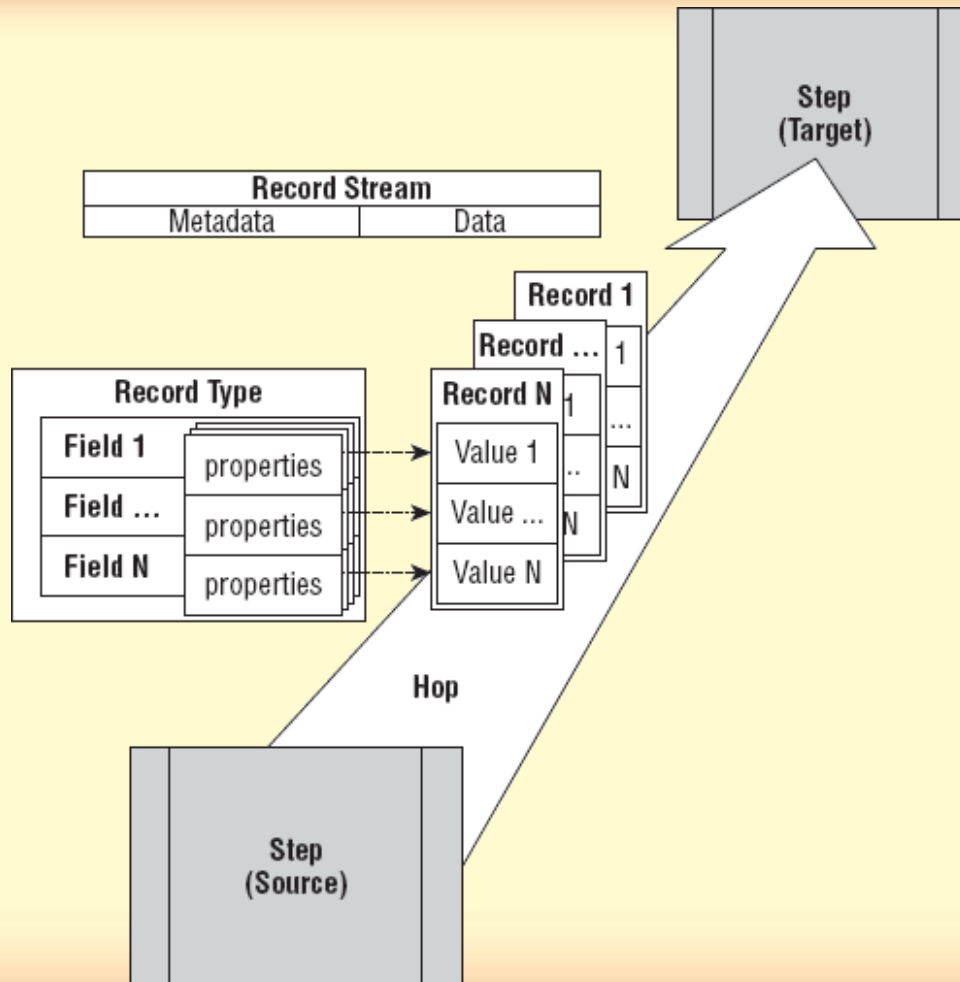 Step
(Target)
Record Stream
Metadata Data
Record 1
1
...
N
Record ...
1
..
N
Record N
Value 1
Value ...
Value N
Record Type
Field 1
properties
Field ...
properties
Field N
properties
Hop
Step
(Source)